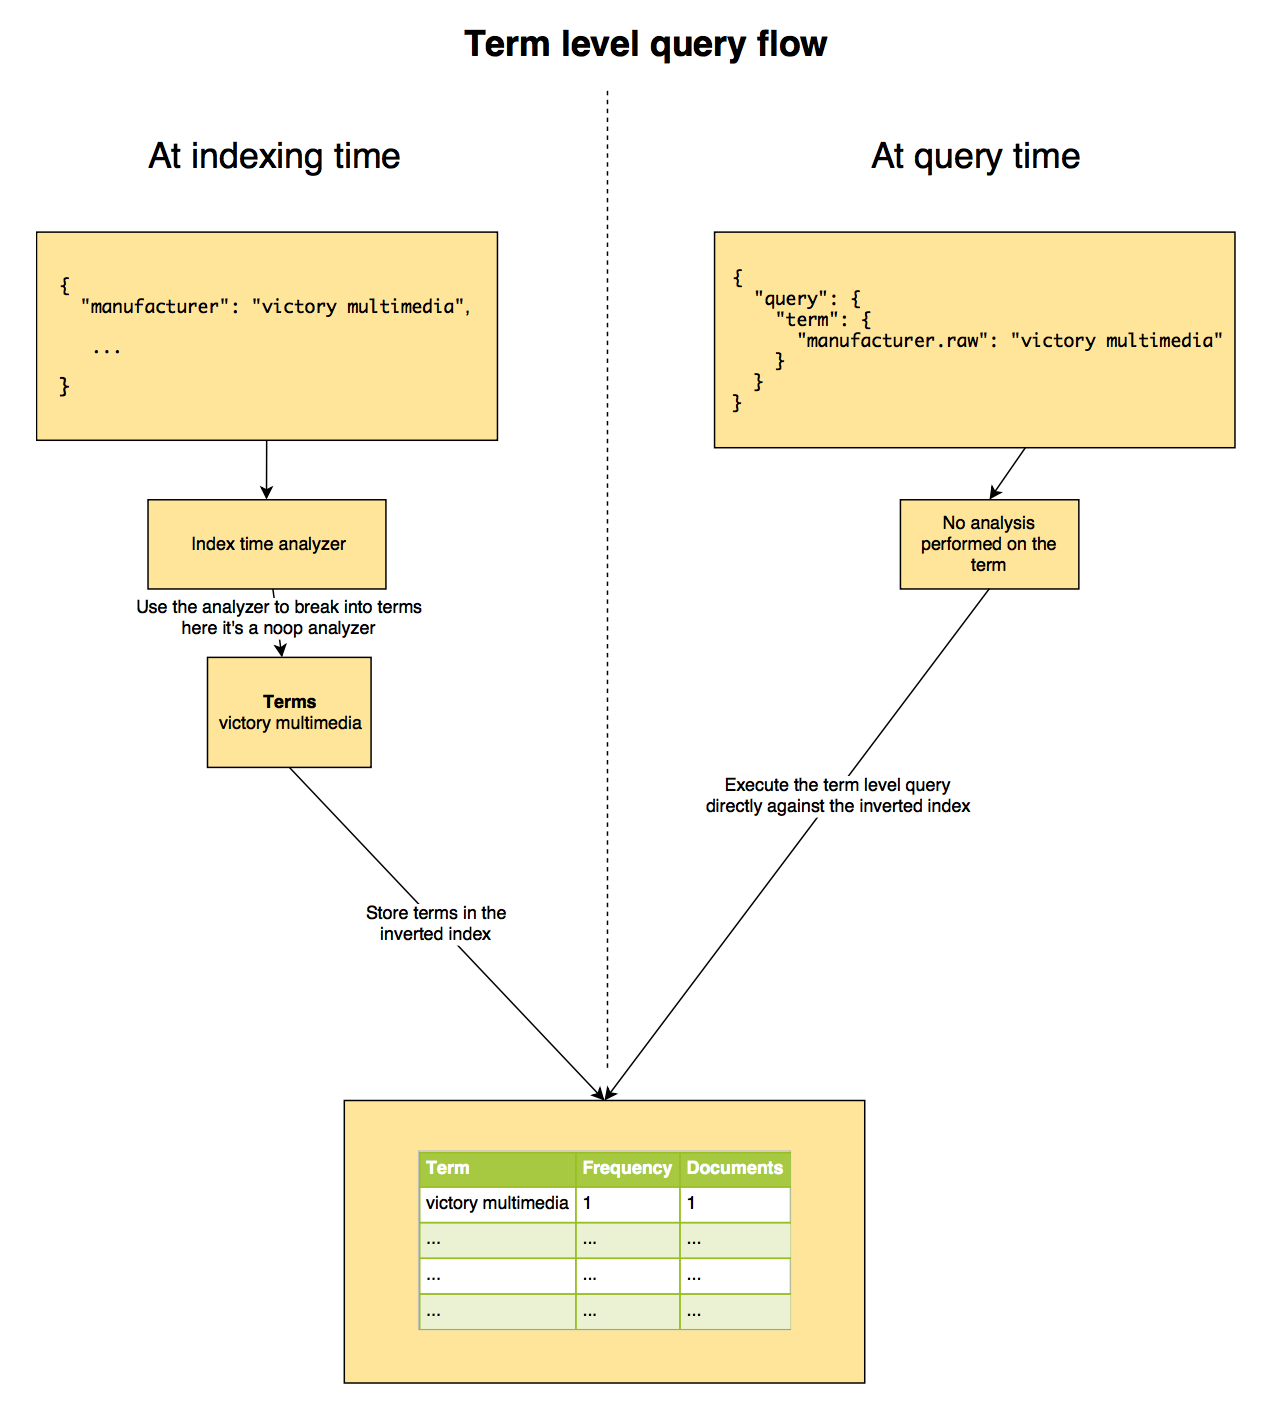 Term level query flow
At indexing time
{
"manufacturer": "victory multimedia",
...
}
Index time analyzer
Use the analyzer to break into terms
here it's a noop analyzer
Terms
victory multimedia
Store terms in the
inverted index
At query time
{
"query": {
"term": {
"manufacturer.raw": "victory multimedia"
}
}
}
No analysis
performed on the
term
Execute the term level query
directly against the inverted index
Term Frequency Documents
victory multimedia 1 1
... ... ...
... ... ...
... ... ...